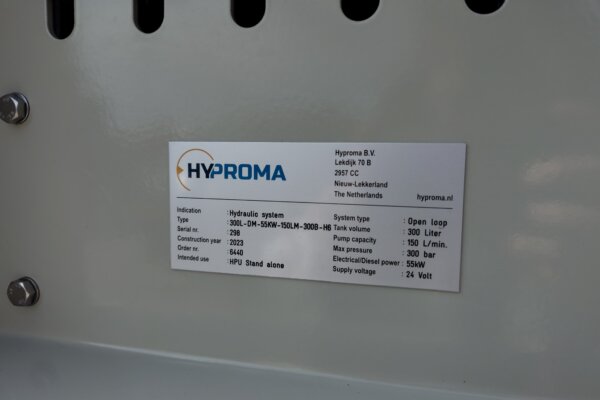 HYPROMA
Hyproma B.V.
Lekdijk 70 B
2957 CC
Nieuw-Lekkerland
The Netherlands
hyproma.nl
Indication : Hydraulic system
Type : 300L-DM-55KW-150LM-300B-H6
Serial nr. : 298
Construction year : 2023
Order nr. : 6440
Intended use : HPU Stand alone
System type : Open loop
Tank volume : 300 Liter
Pump capacity : 150 L/min.
Max pressure : 300 bar
Electrical/Diesel power : 55kW
Supply voltage : 24 Volt